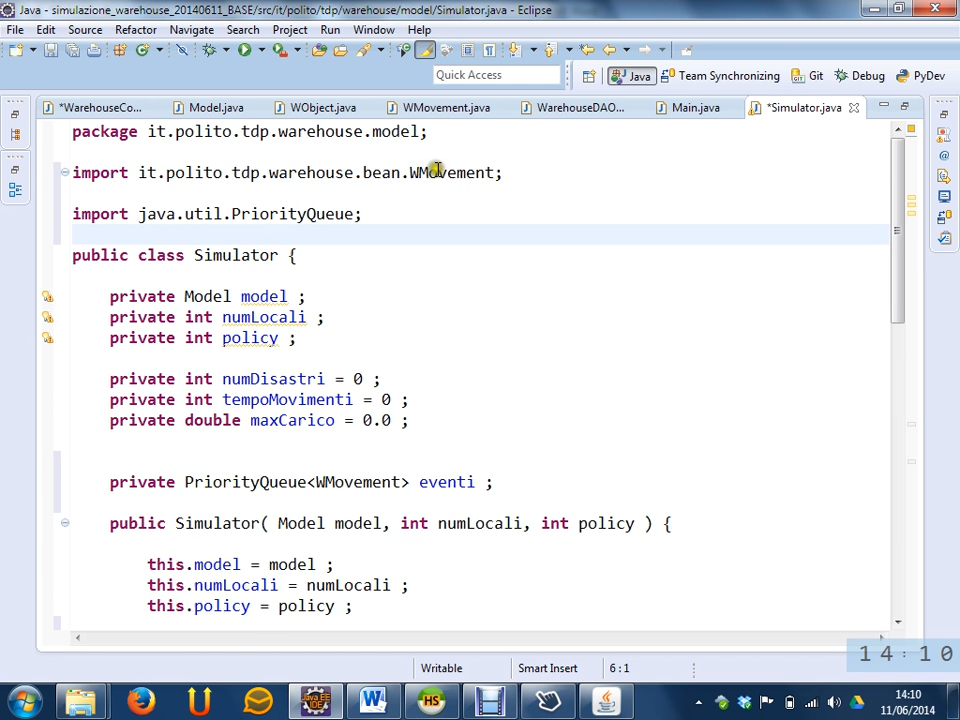 Java - simulazione_warehouse_20140611_BASE/src/it/polito/tdp/warehouse/model/Simulator.java - Eclipse
File Edit Source Refactor Navigate Search Project Run Window Help
Quick Access
Java Team Synchronizing Git Debug PyDev
*WarehouseCo... Model.java WObject.java WMovement.java WarehouseDAO... Main.java *Simulator.java
package it.polito.tdp.warehouse.model;
import it.polito.tdp.warehouse.bean.WMovement;
import java.util.PriorityQueue;
public class Simulator {
private Model model ;
private int numLocali ;
private int policy ;
private int numDisastri = 0 ;
private int tempoMovimenti = 0 ;
private double maxCarico = 0.0 ;
private PriorityQueue<WMovement> eventi ;
public Simulator( Model model, int numLocali, int policy ) {
this.model = model ;
this.numLocali = numLocali ;
this.policy = policy ;
14:10
Writable Smart Insert 6 : 1
14:10
11/06/2014